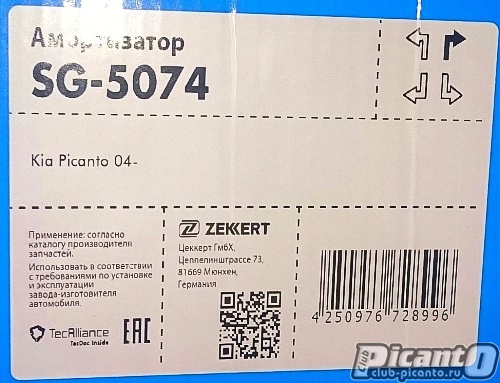 Амортизатор
SG-5074
Kia Picanto 04-
Применение: согласно
каталогу производителя
запчастей.
Использовать в соответствии
с требованиями по установке
и эксплуатации
завода-изготовителя
автомобиля.
TecAlliance
TecDoc Inside
EAC
ZEKKERT
Цеккерт ГмбХ,
Цеппелинштрассе 73,
81669 Мюнхен,
Германия
4 250976 728996
club Picanto
club-picanto.ru